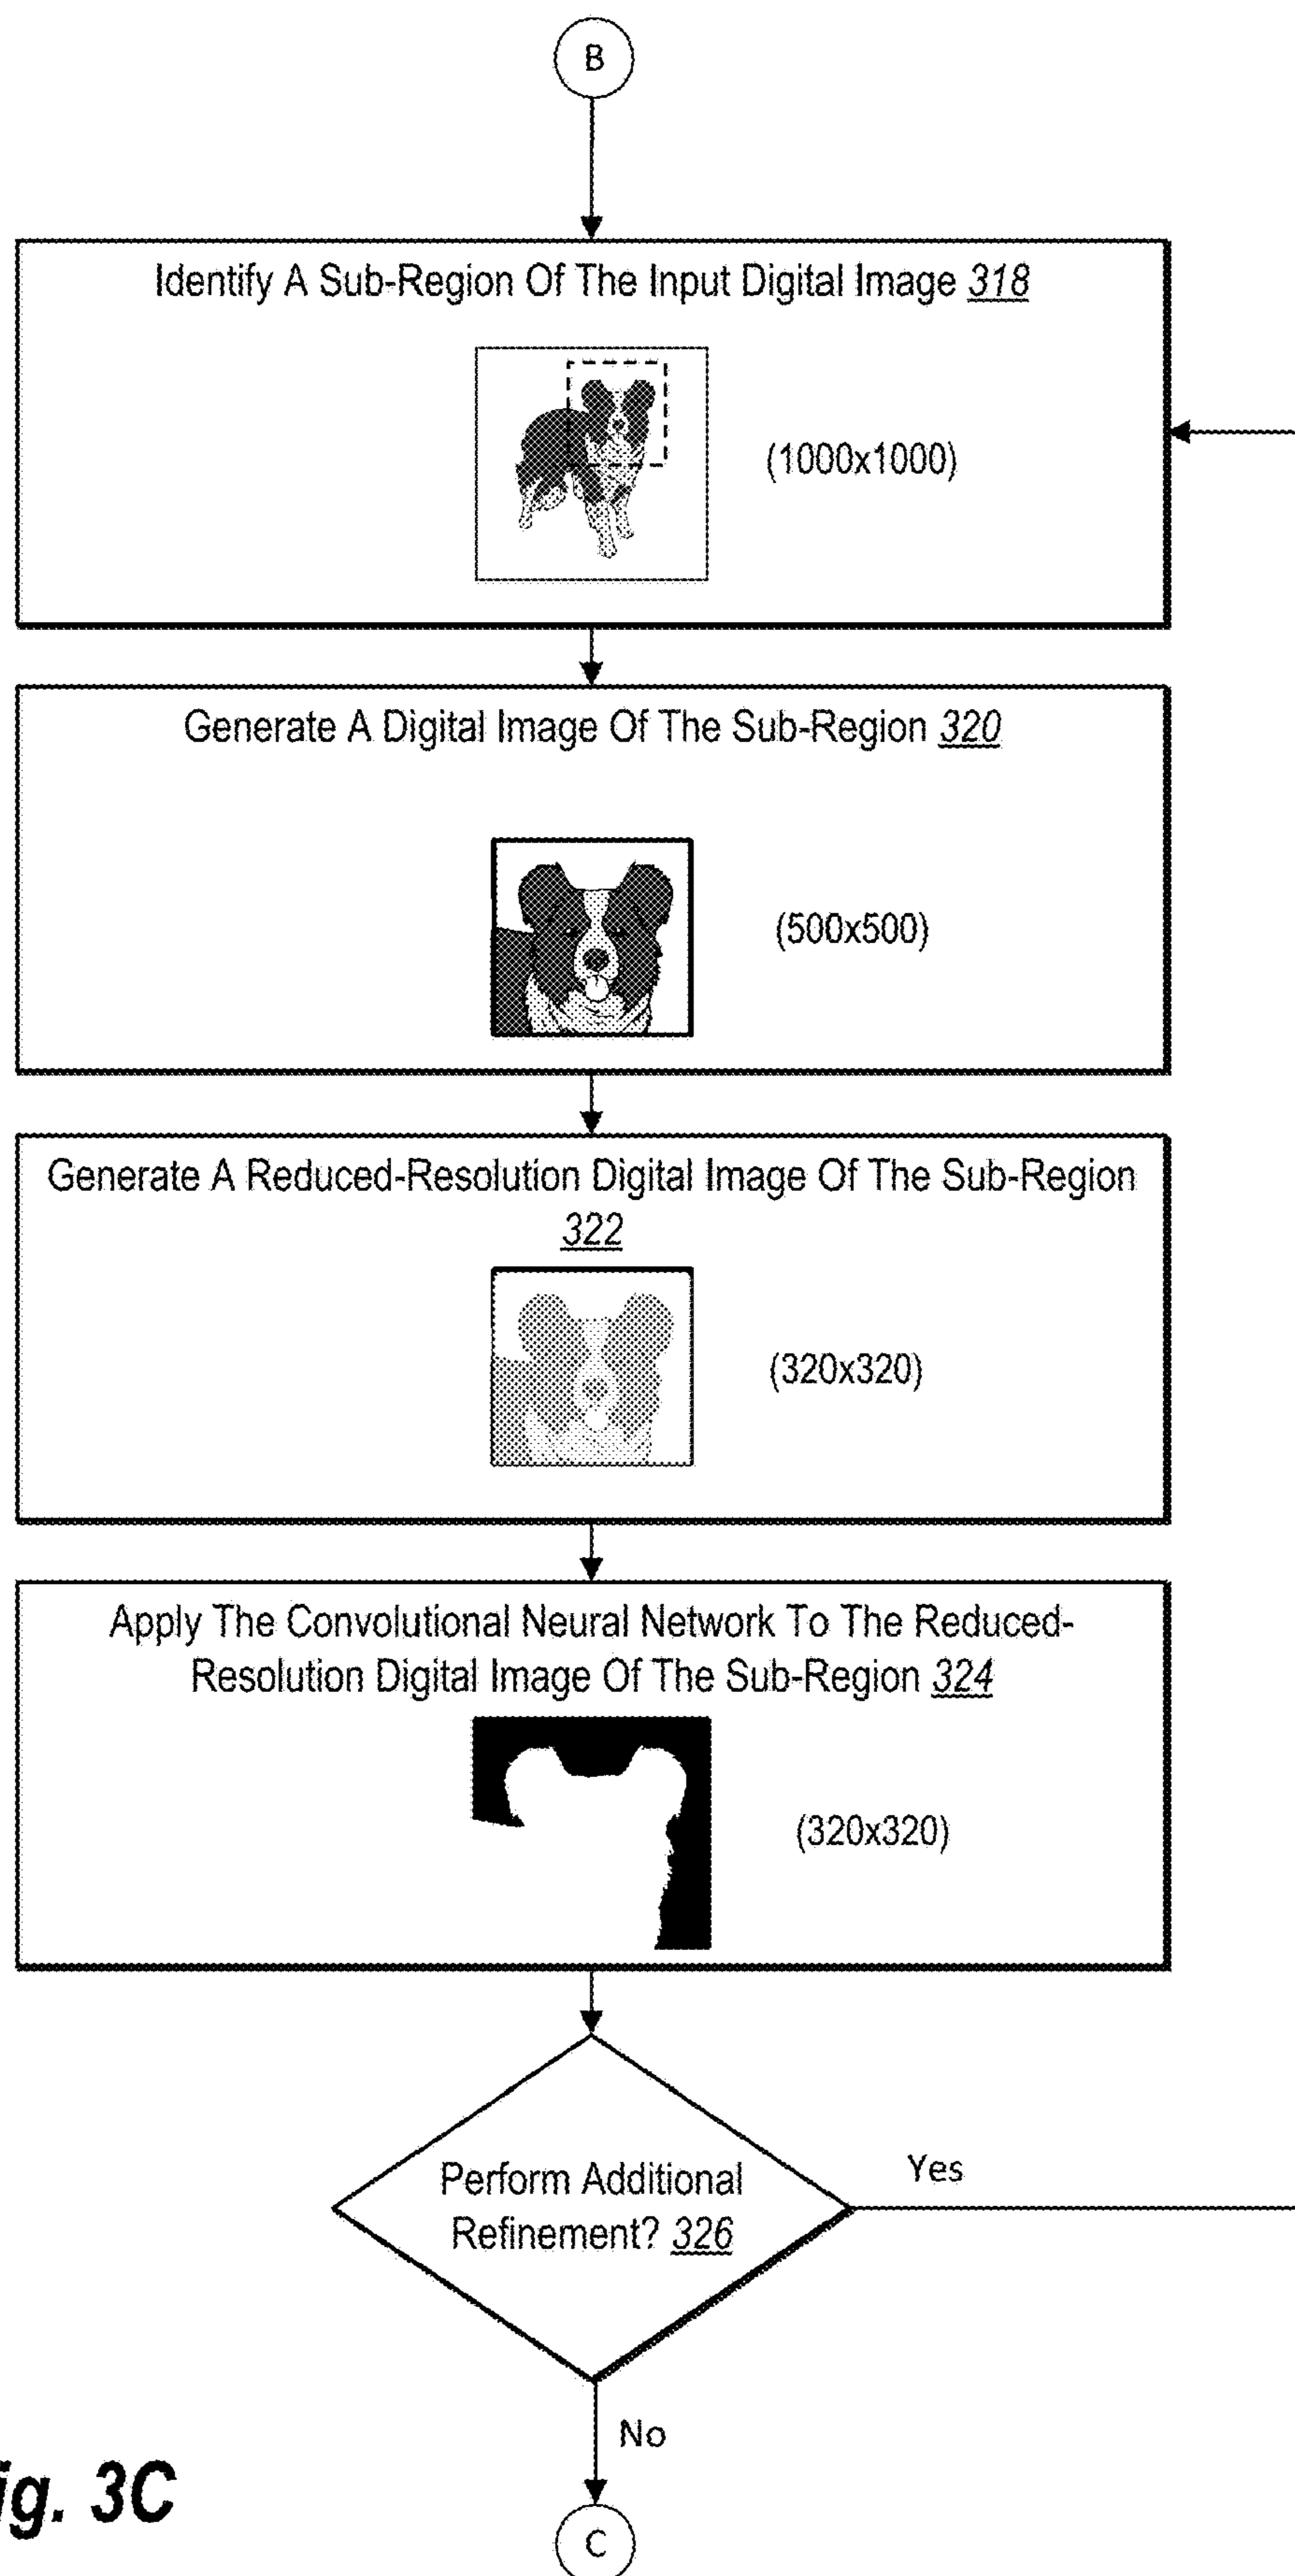 B
Identify A Sub-Region Of The Input Digital Image 318
(1000x1000)
Generate A Digital Image Of The Sub-Region 320
(500x500)
Generate A Reduced-Resolution Digital Image Of The Sub-Region
322
(320x320)
Apply The Convolutional Neural Network To The Reduced-
Resolution Digital Image Of The Sub-Region 324
(320x320)
Perform Additional
Refinement? 326
Yes
No
ig. 3C
C